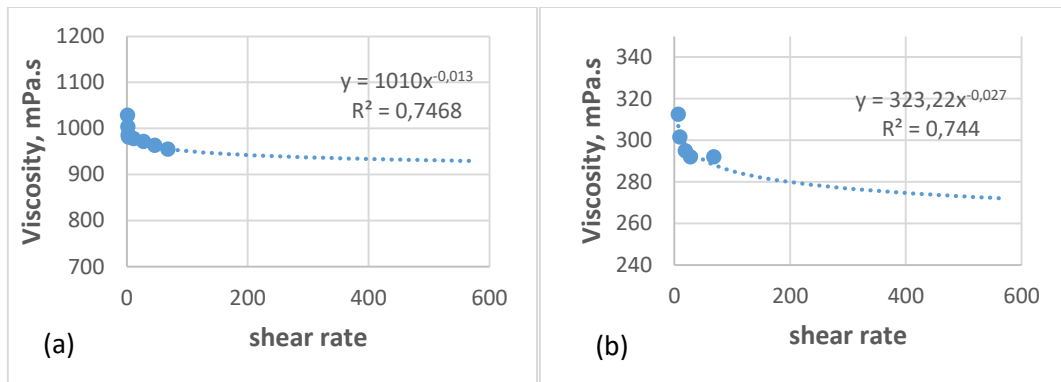 1200
1100
1000
900
800
700
0
200
400
600
Viscosity, mPa.s
shear rate
y = 1010x^-0,013
R² = 0,7468
(a)
340
320
300
280
260
240
0
200
400
600
Viscosity, mPa.s
shear rate
y = 323,22x^-0,027
R² = 0,744
(b)